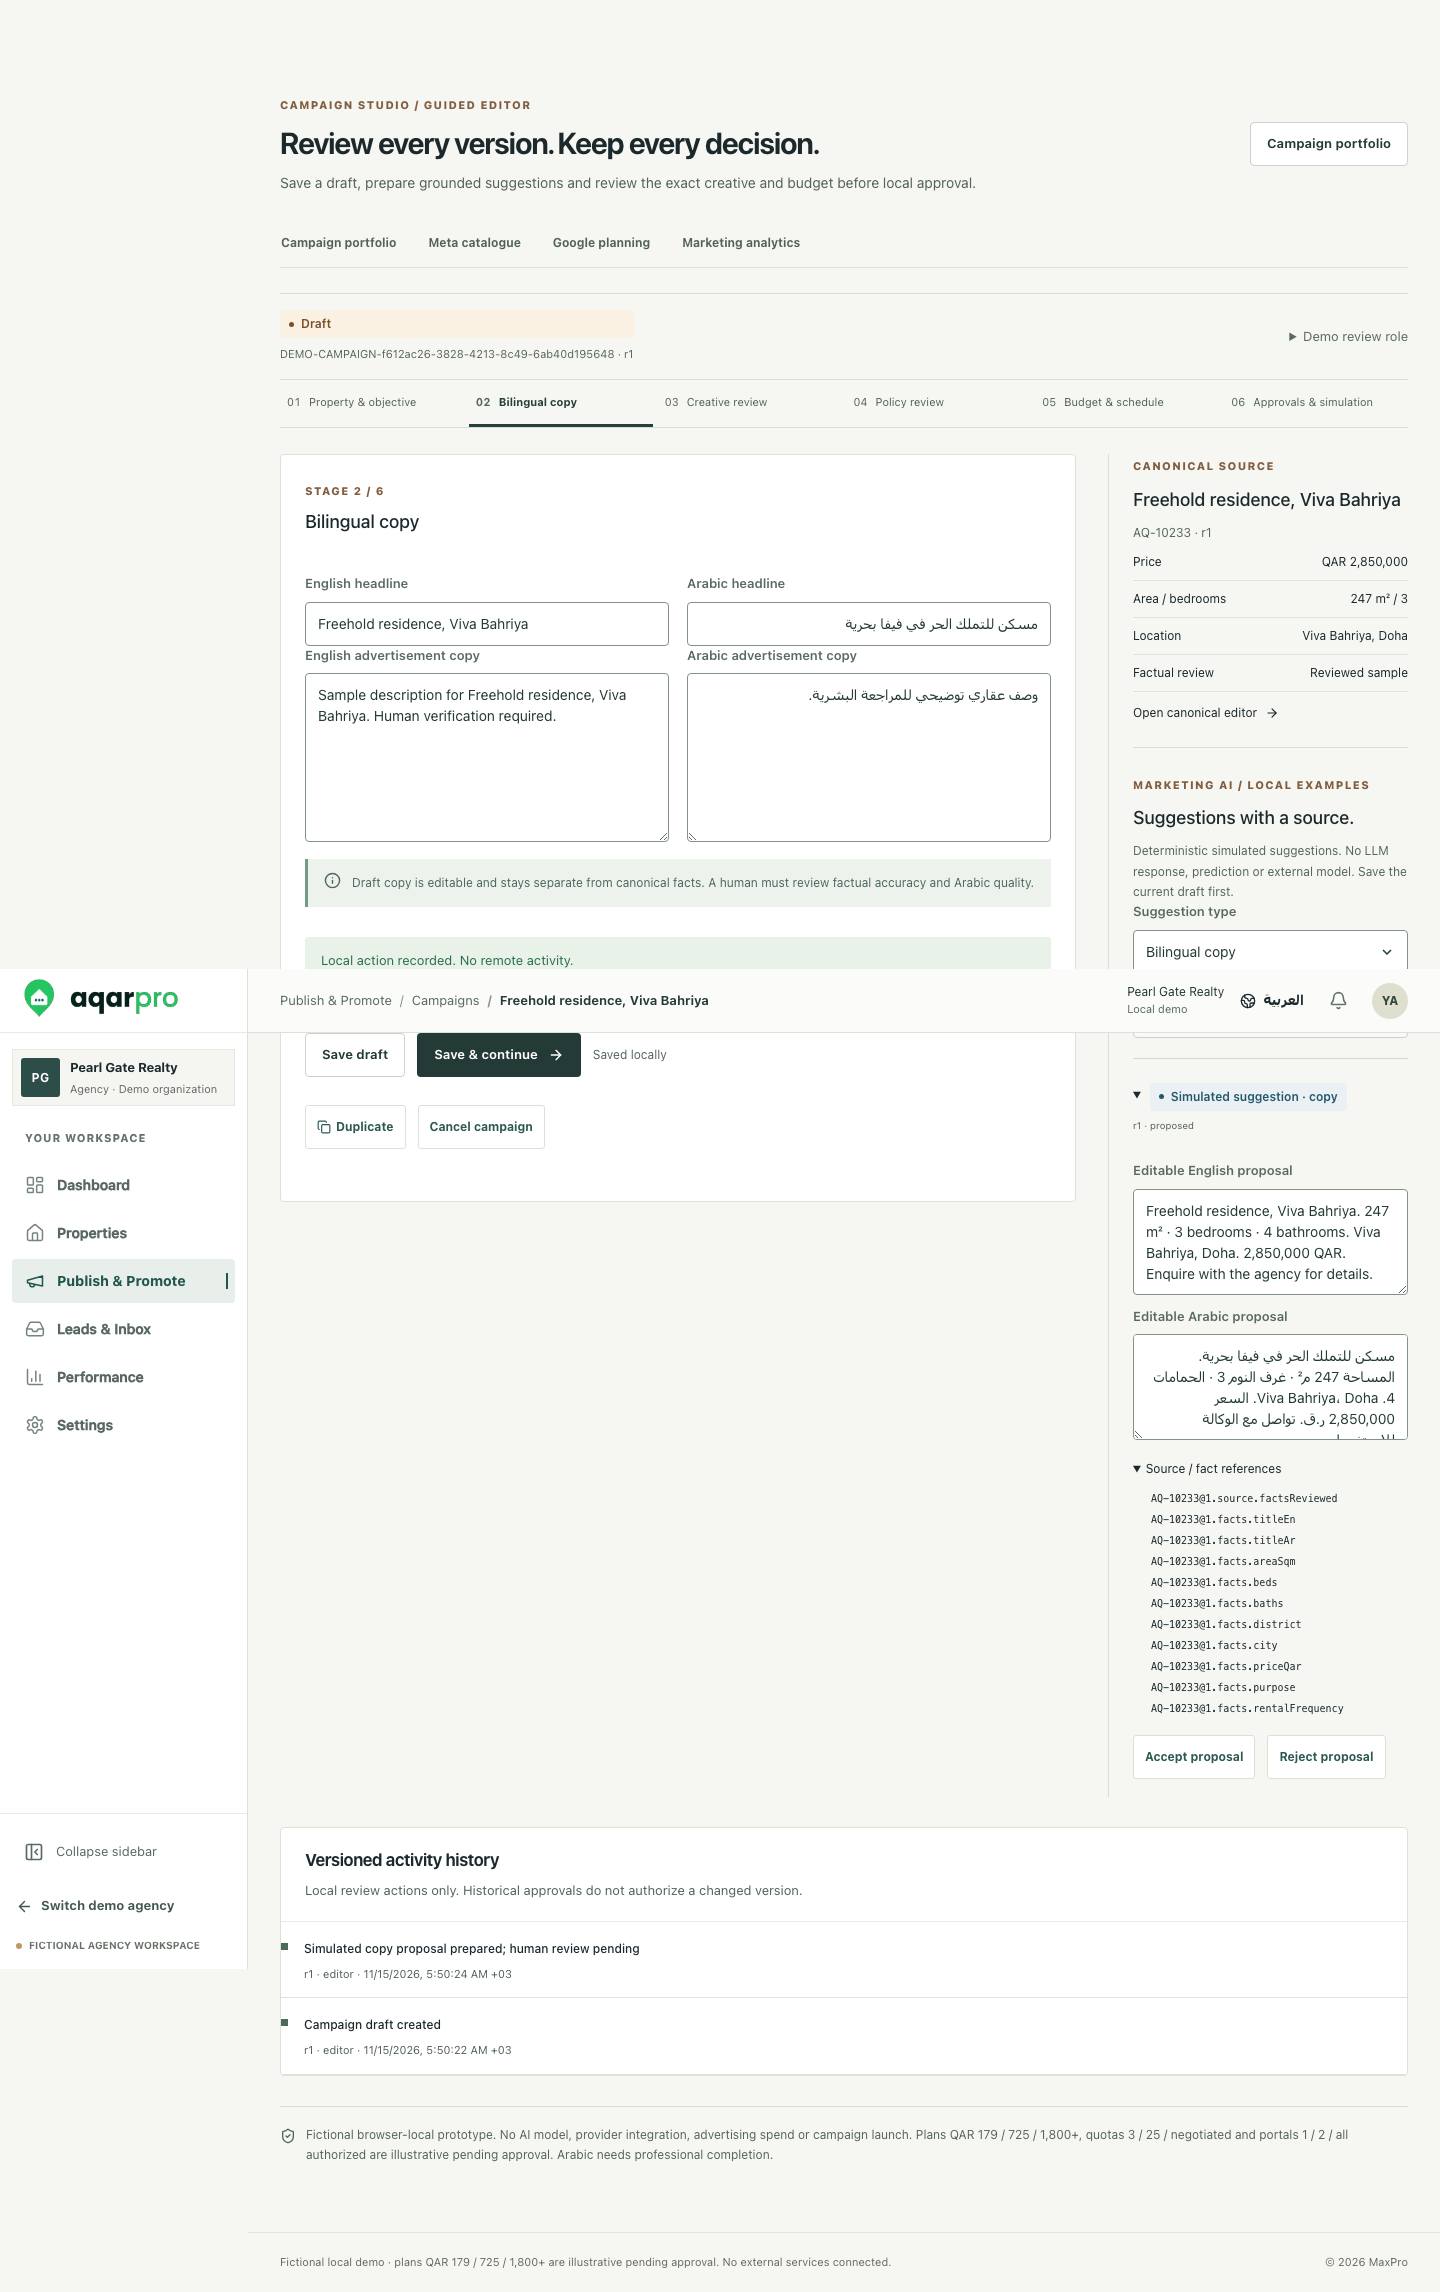 CAMPAIGN STUDIO / GUIDED EDITOR
Review every version. Keep every decision.
Campaign portfolio
Save a draft, prepare grounded suggestions and review the exact creative and budget before local approval.
Campaign portfolio
Meta catalogue
Google planning
Marketing analytics
Draft
DEMO-CAMPAIGN-f612ac26-3828-4213-8c49-6ab40d195648 · r1
Demo review role
01 Property & objective
02 Bilingual copy
03 Creative review
04 Policy review
05 Budget & schedule
06 Approvals & simulation
STAGE 2 / 6
Bilingual copy
English headline
Freehold residence, Viva Bahriya
Arabic headline
مسكن للتملك الحر في فيفا بحرية
English advertisement copy
Sample description for Freehold residence, Viva
Bahriya. Human verification required.
Arabic advertisement copy
وصف عقاري توضيحي للمراجعة البشرية.
Draft copy is editable and stays separate from canonical facts. A human must review factual accuracy and Arabic quality.
Local action recorded. No remote activity.
CANONICAL SOURCE
Freehold residence, Viva Bahriya
AQ-10233 · r1
Price QAR 2,850,000
Area / bedrooms 247 m² / 3
Location Viva Bahriya, Doha
Factual review Reviewed sample
Open canonical editor
MARKETING AI / LOCAL EXAMPLES
Suggestions with a source.
Deterministic simulated suggestions. No LLM
response, prediction or external model. Save the
current draft first.
Suggestion type
Bilingual copy
aqarpro
Publish & Promote / Campaigns / Freehold residence, Viva Bahriya
Pearl Gate Realty
Local demo
العربية
YA
PG
Pearl Gate Realty
Agency · Demo organization
YOUR WORKSPACE
Dashboard
Properties
Publish & Promote
Leads & Inbox
Performance
Settings
Collapse sidebar
Switch demo agency
FICTIONAL AGENCY WORKSPACE
Save draft
Save & continue
Saved locally
Duplicate
Cancel campaign
Simulated suggestion · copy
r1 · proposed
Editable English proposal
Freehold residence, Viva Bahriya. 247
m² · 3 bedrooms · 4 bathrooms. Viva
Bahriya, Doha. 2,850,000 QAR.
Enquire with the agency for details.
Editable Arabic proposal
مسكن للتملك الحر في فيفا بحرية.
المساحة 247 م² · غرف النوم 3 · الحمامات
4. Viva Bahriya، Doha. السعر
2,850,000 ر.ق. تواصل مع الوكالة
Source / fact references
AQ-10233@1.source.factsReviewed
AQ-10233@1.facts.titleEn
AQ-10233@1.facts.titleAr
AQ-10233@1.facts.areaSqm
AQ-10233@1.facts.beds
AQ-10233@1.facts.baths
AQ-10233@1.facts.district
AQ-10233@1.facts.city
AQ-10233@1.facts.priceQar
AQ-10233@1.facts.purpose
AQ-10233@1.facts.rentalFrequency
Accept proposal
Reject proposal
Versioned activity history
Local review actions only. Historical approvals do not authorize a changed version.
Simulated copy proposal prepared; human review pending
r1 · editor · 11/15/2026, 5:50:24 AM +03
Campaign draft created
r1 · editor · 11/15/2026, 5:50:22 AM +03
Fictional browser-local prototype. No AI model, provider integration, advertising spend or campaign launch. Plans QAR 179 / 725 / 1,800+, quotas 3 / 25 / negotiated and portals 1 / 2 / all
authorized are illustrative pending approval. Arabic needs professional completion.
Fictional local demo · plans QAR 179 / 725 / 1,800+ are illustrative pending approval. No external services connected.
© 2026 MaxPro